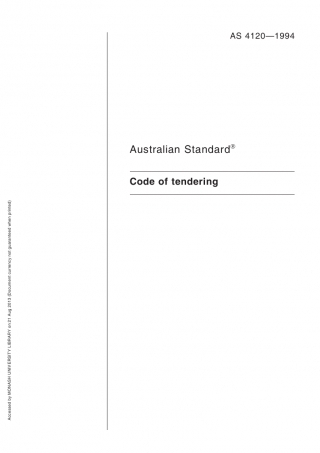 AS 4120—1994
Australian Standard®
Code of tendering
Accessed by MONASH UNIVERSITY LIBRARY on 21 Aug 2013 (Document currency not guaranteed when printed)